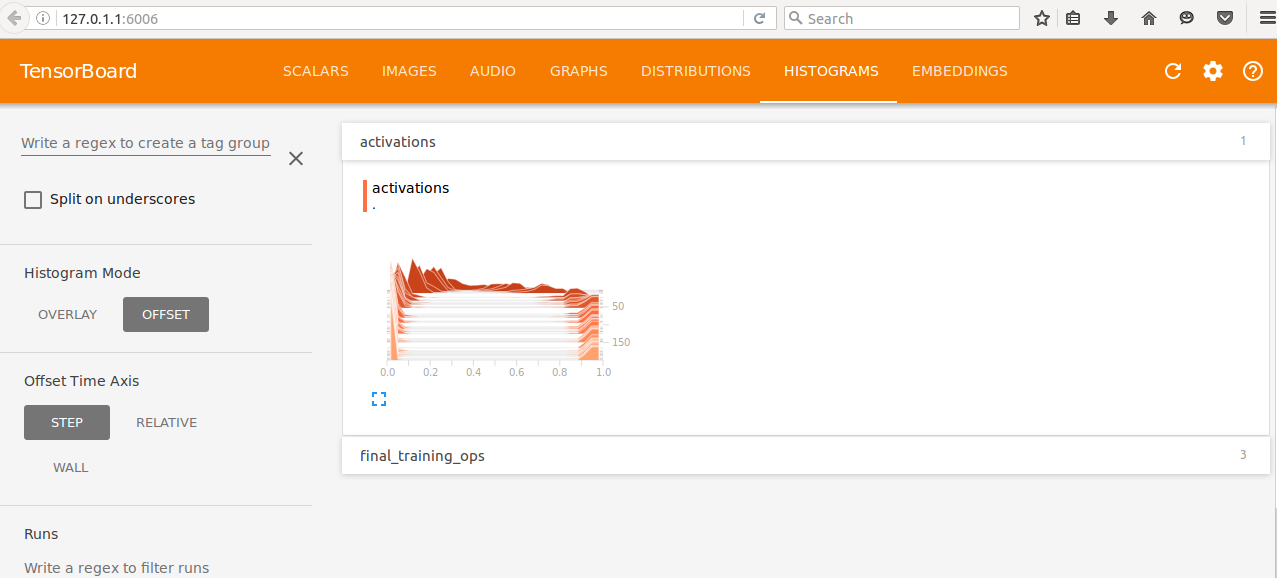 127.0.1.1:6006
Search
TensorBoard
SCALARS IMAGES AUDIO GRAPHS DISTRIBUTIONS HISTOGRAMS EMBEDDINGS
Write a regex to create a tag group
Split on underscores
Histogram Mode
OVERLAY OFFSET
Offset Time Axis
STEP RELATIVE
WALL
Runs
Write a regex to filter runs
activations 1
activations
.
50
150
0.0 0.2 0.4 0.6 0.8 1.0
final_training_ops 3